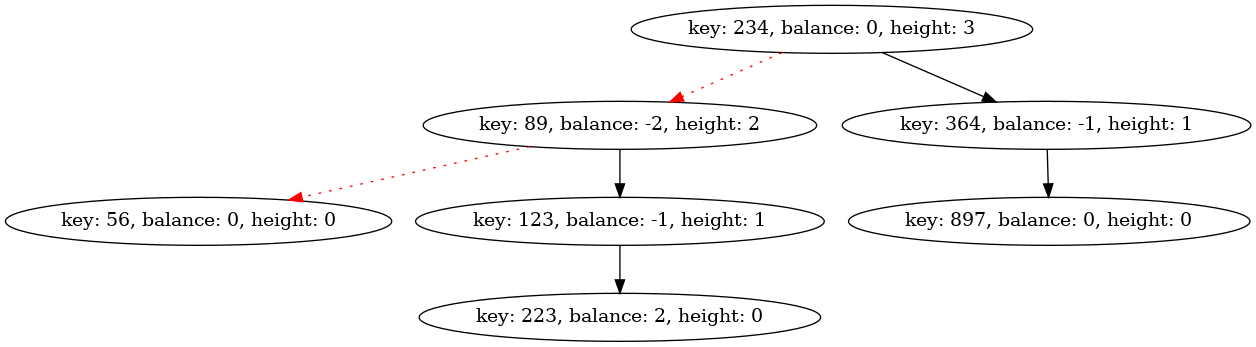 key: 234, balance: 0, height: 3
key: 89, balance: -2, height: 2
key: 364, balance: -1, height: 1
key: 56, balance: 0, height: 0
key: 123, balance: -1, height: 1
key: 897, balance: 0, height: 0
key: 223, balance: 2, height: 0